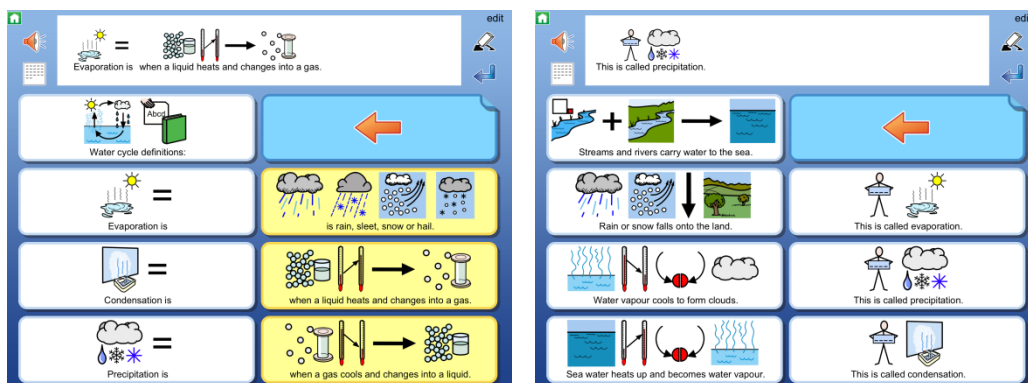 edit
Evaporation is when a liquid heats and changes into a gas.
Abcd
Water cycle definitions:
Evaporation is
is rain, sleet, snow or hail.
Condensation is
when a liquid heats and changes into a gas.
Precipitation is
when a gas cools and changes into a liquid.
edit
This is called precipitation.
Streams and rivers carry water to the sea.
Rain or snow falls onto the land.
This is called evaporation.
Water vapour cools to form clouds.
This is called precipitation.
Sea water heats up and becomes water vapour.
This is called condensation.